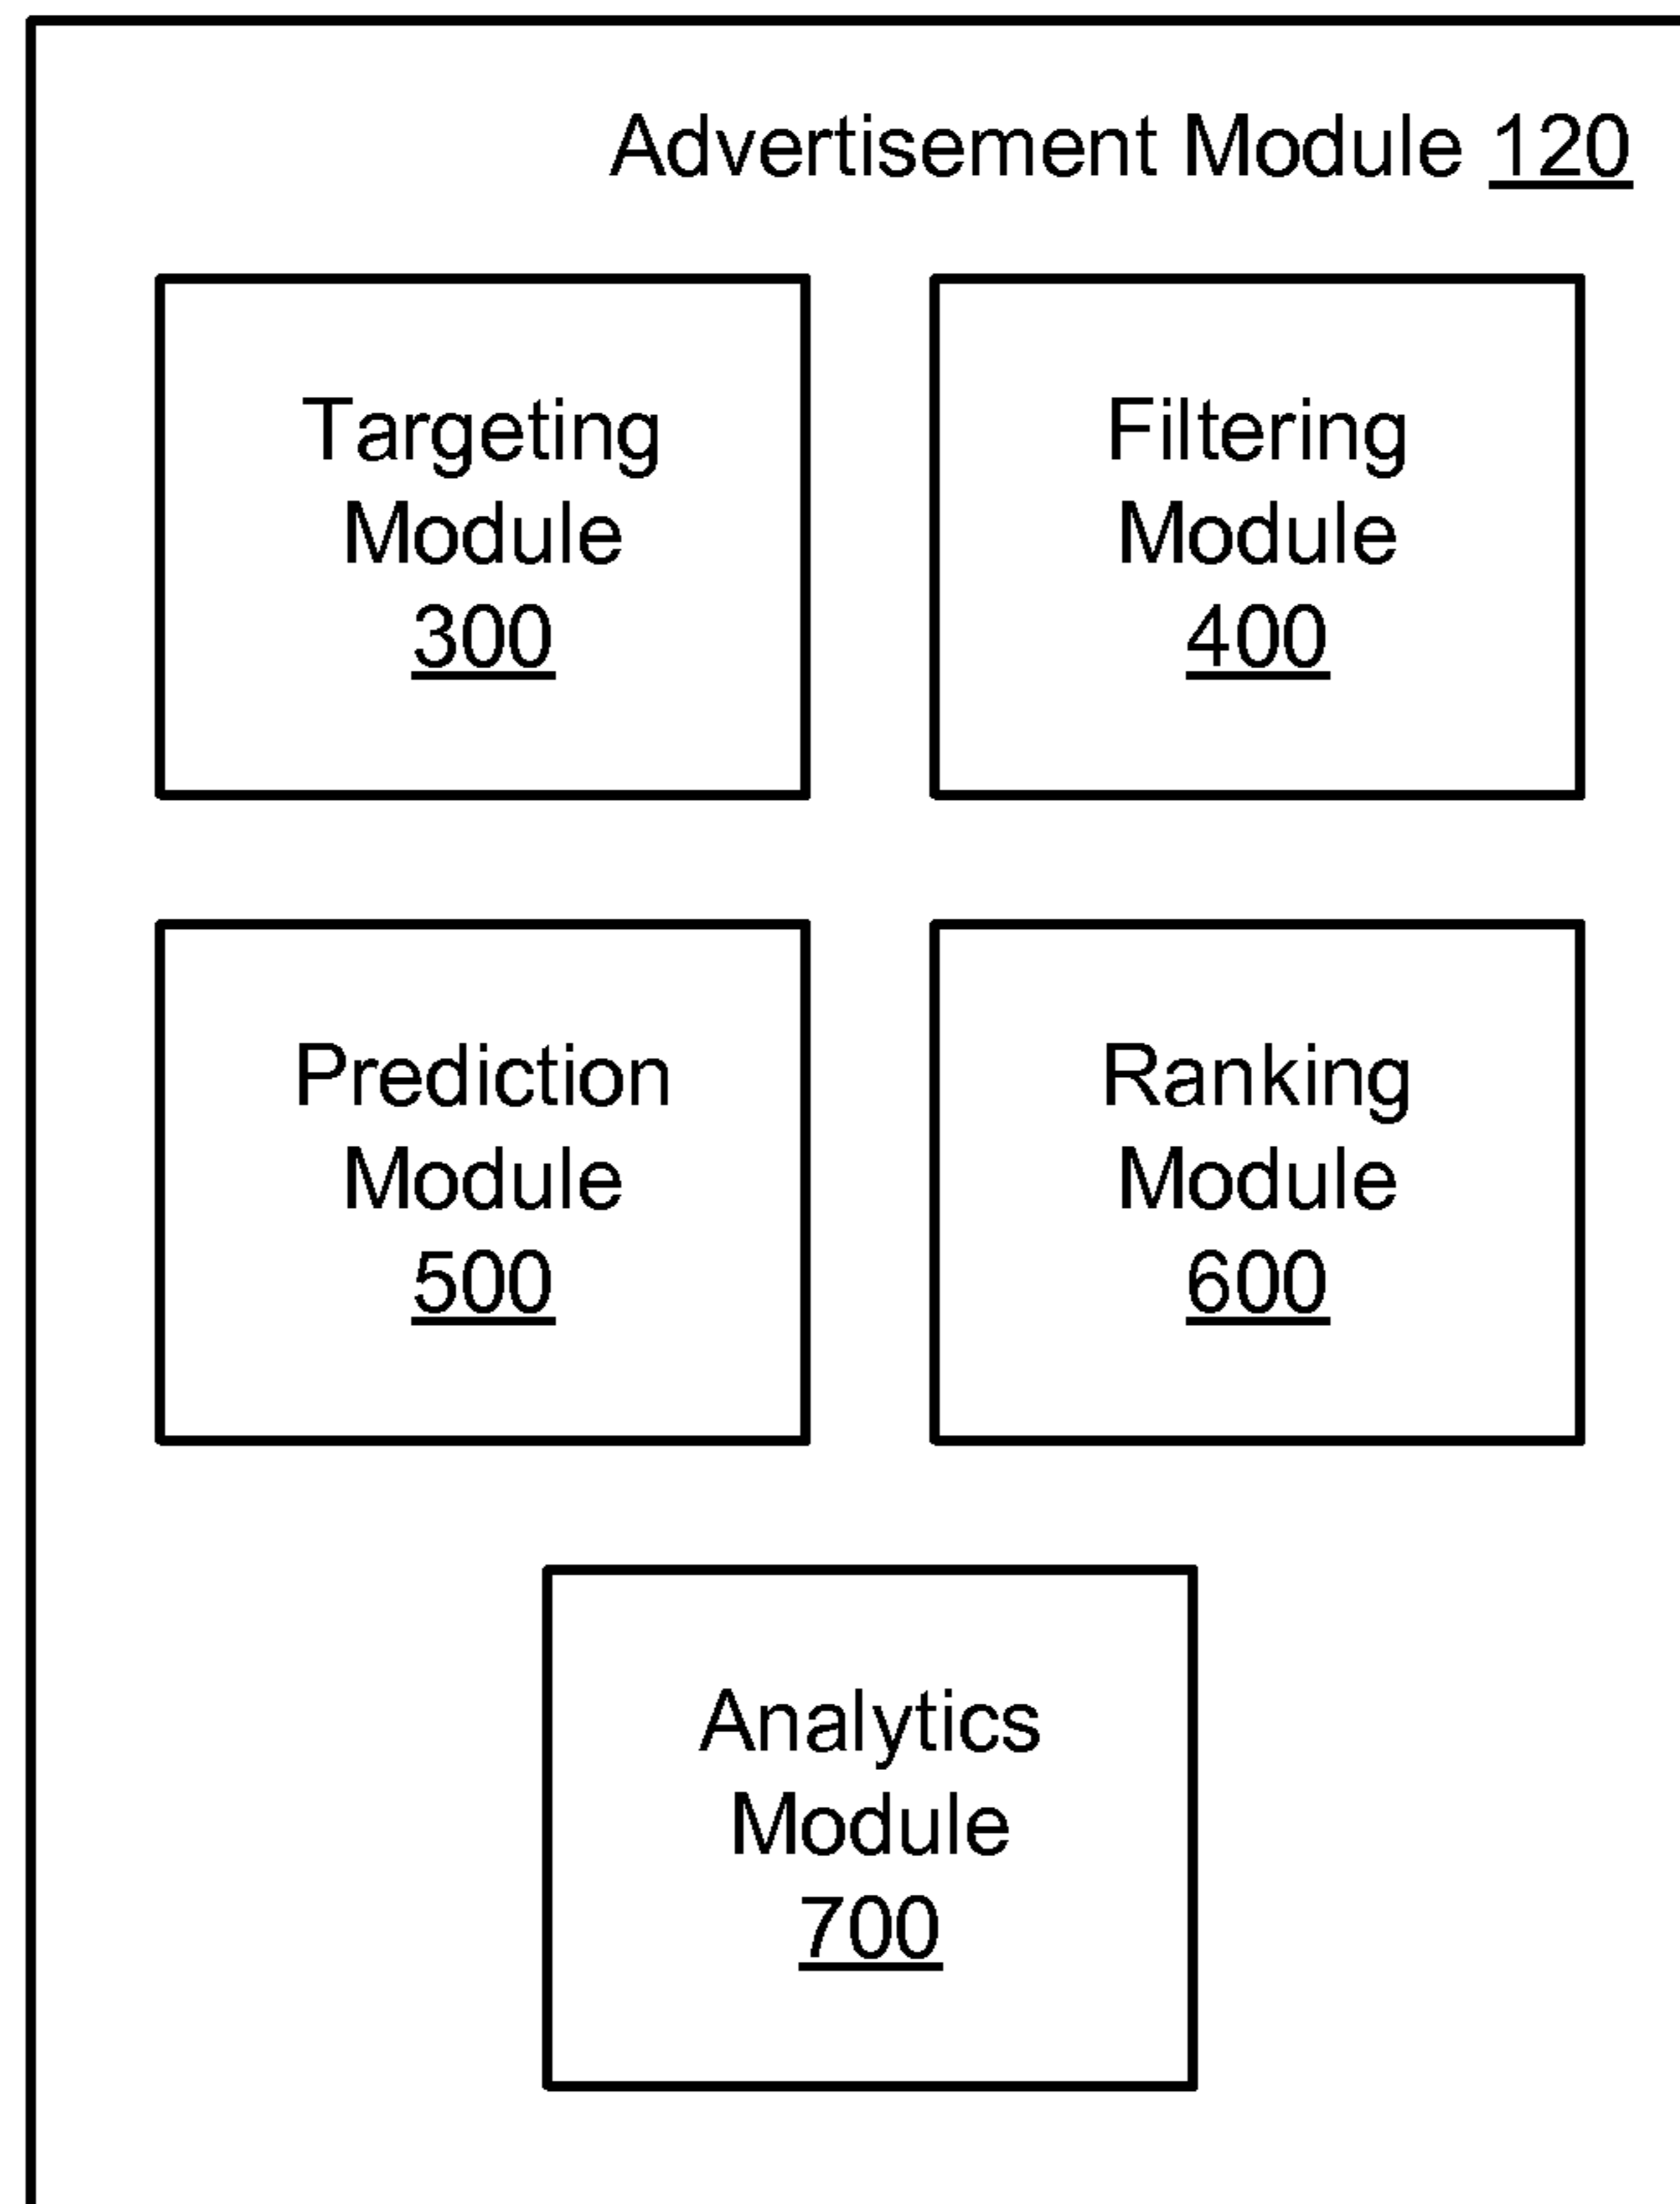 Advertisement Module 120
Targeting
Module
300
Filtering
Module
400
Prediction
Module
500
Ranking
Module
600
Analytics
Module
700